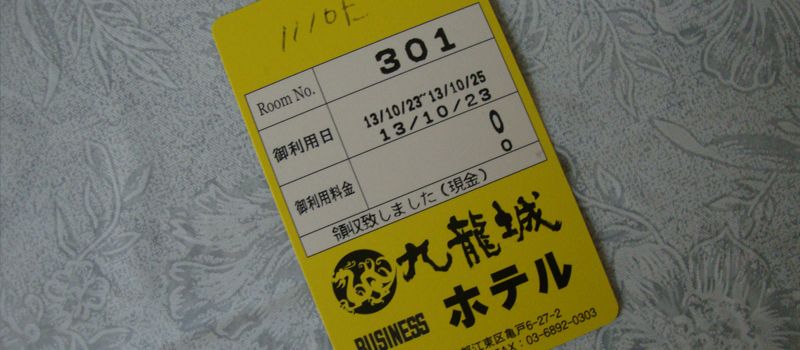 Room No. 301
御利用日 13/10/23~13/10/25
13/10/23
御利用料金 0
0
領収致しました(現金)
九龍城
BUSINESS ホテル
都江東区亀戸6-27-2
FAX:03-6892-0303